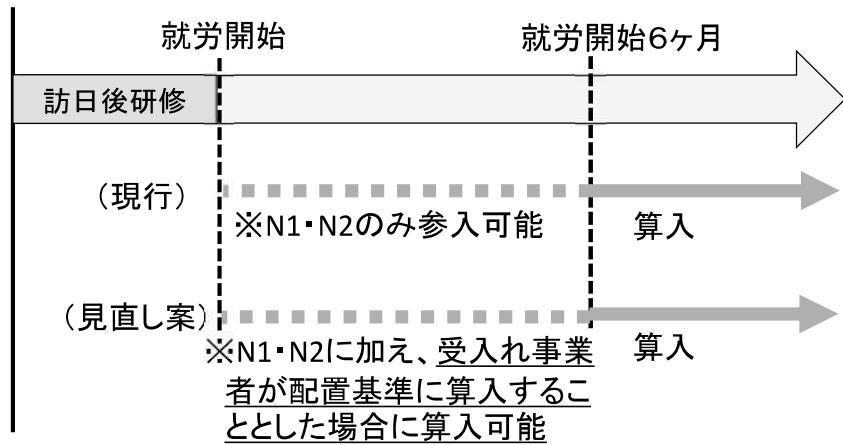 就労開始
就労開始6ヶ月
訪日後研修
（現行）
※N1・N2のみ参入可能
算入
（見直し案）
※N1・N2に加え、受入れ事業
者が配置基準に算入するこ
ととした場合に算入可能
算入